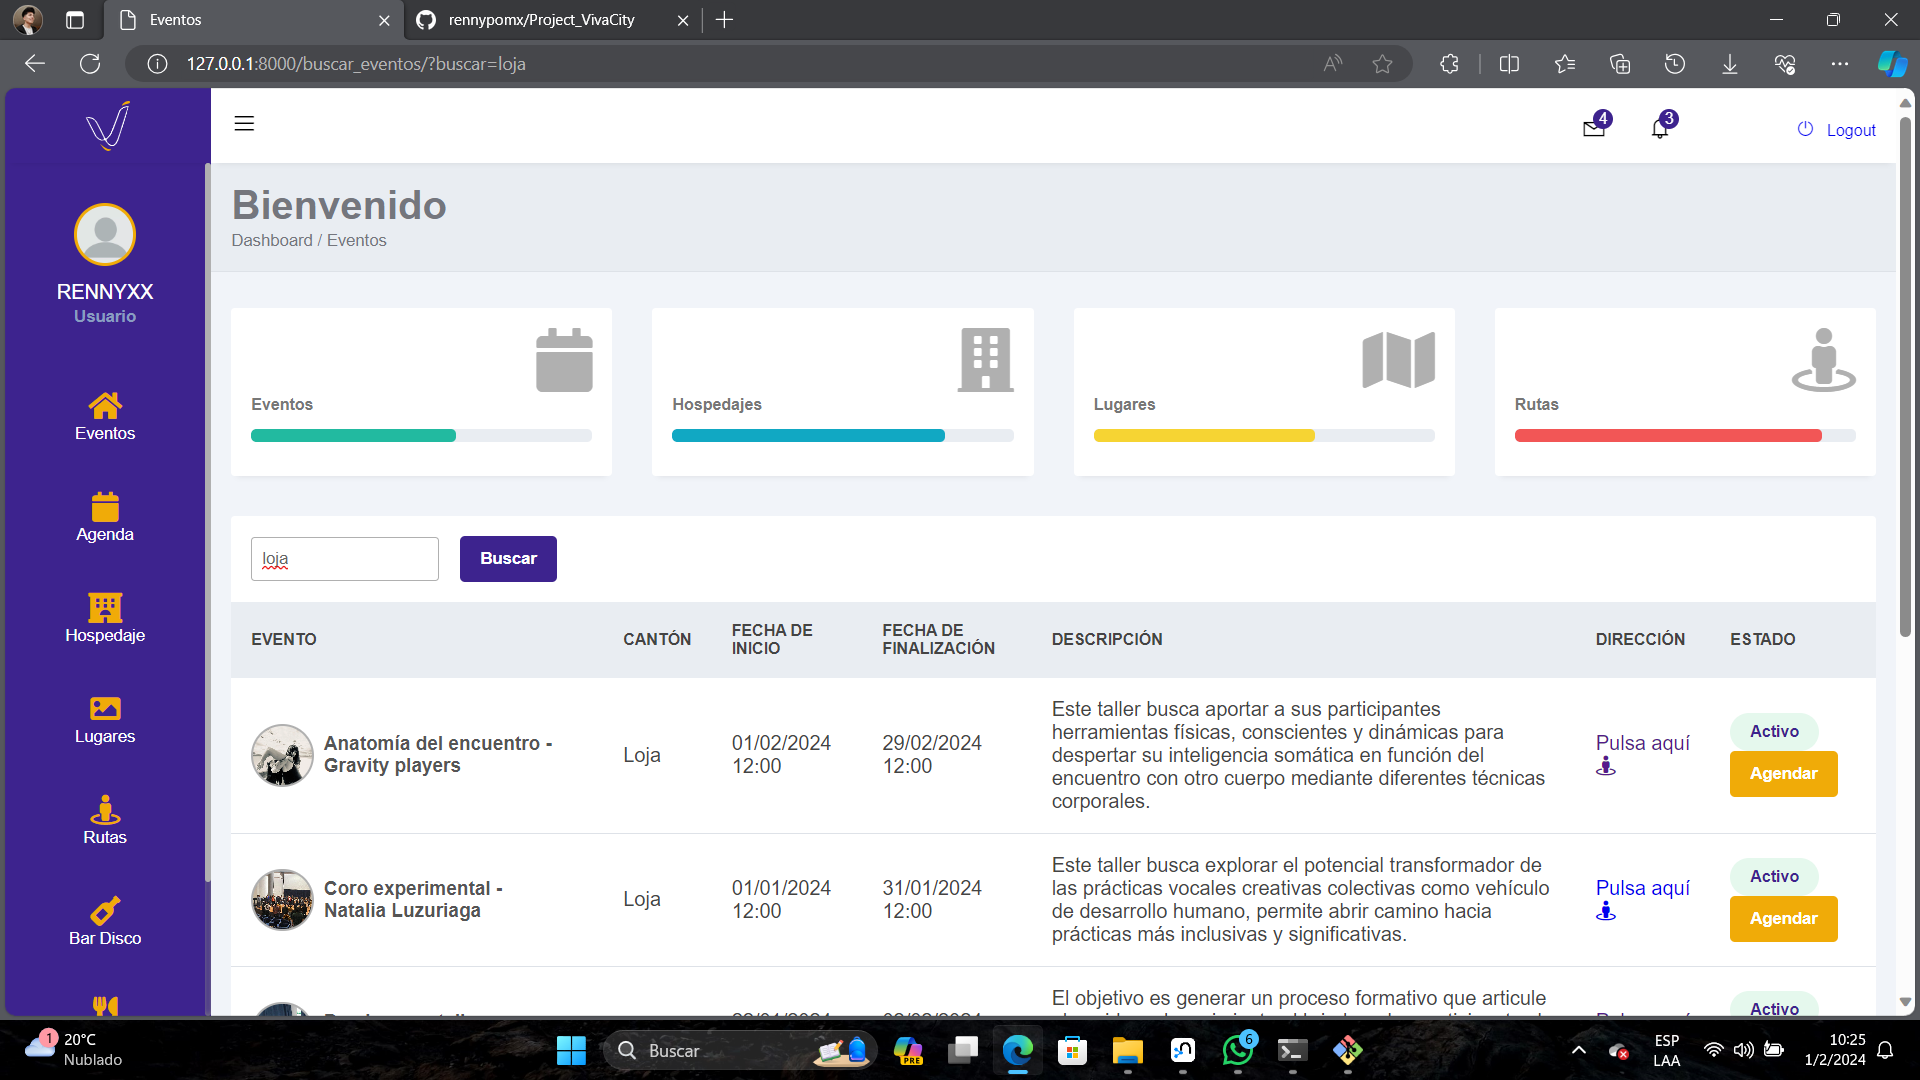 Eventos
rennypomx/Project_VivaCity
127.0.0.1:8000/buscar_eventos/?buscar=loja
4
3
Logout
RENNYXX
Usuario
Eventos
Agenda
Hospedaje
Lugares
Rutas
Bar Disco
Bienvenido
Dashboard / Eventos
Eventos
Hospedajes
Lugares
Rutas
loja
Buscar
EVENTO
CANTÓN
FECHA DE
INICIO
FECHA DE
FINALIZACIÓN
DESCRIPCIÓN
DIRECCIÓN
ESTADO
Anatomía del encuentro -
Gravity players
Loja
01/02/2024
12:00
29/02/2024
12:00
Este taller busca aportar a sus participantes
herramientas físicas, conscientes y dinámicas para
despertar su inteligencia somática en función del
encuentro con otro cuerpo mediante diferentes técnicas
corporales.
Pulsa aquí
Activo
Agendar
Coro experimental -
Natalia Luzuriaga
Loja
01/01/2024
12:00
31/01/2024
12:00
Este taller busca explorar el potencial transformador de
las prácticas vocales creativas colectivas como vehículo
de desarrollo humano, permite abrir camino hacia
prácticas más inclusivas y significativas.
Pulsa aquí
Activo
Agendar
El objetivo es generar un proceso formativo que articule
Activo
1
20°C
Nublado
Buscar
PRE
6
ESP
LAA
10:25
1/2/2024